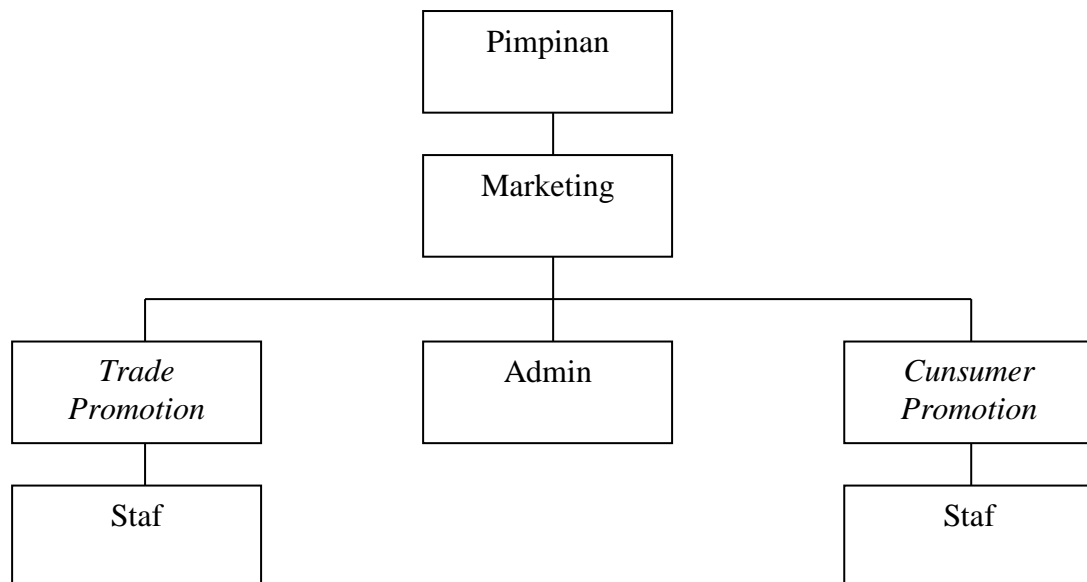 Pimpinan
Marketing
Trade
Promotion
Admin
Cunsumer
Promotion
Staf
Staf